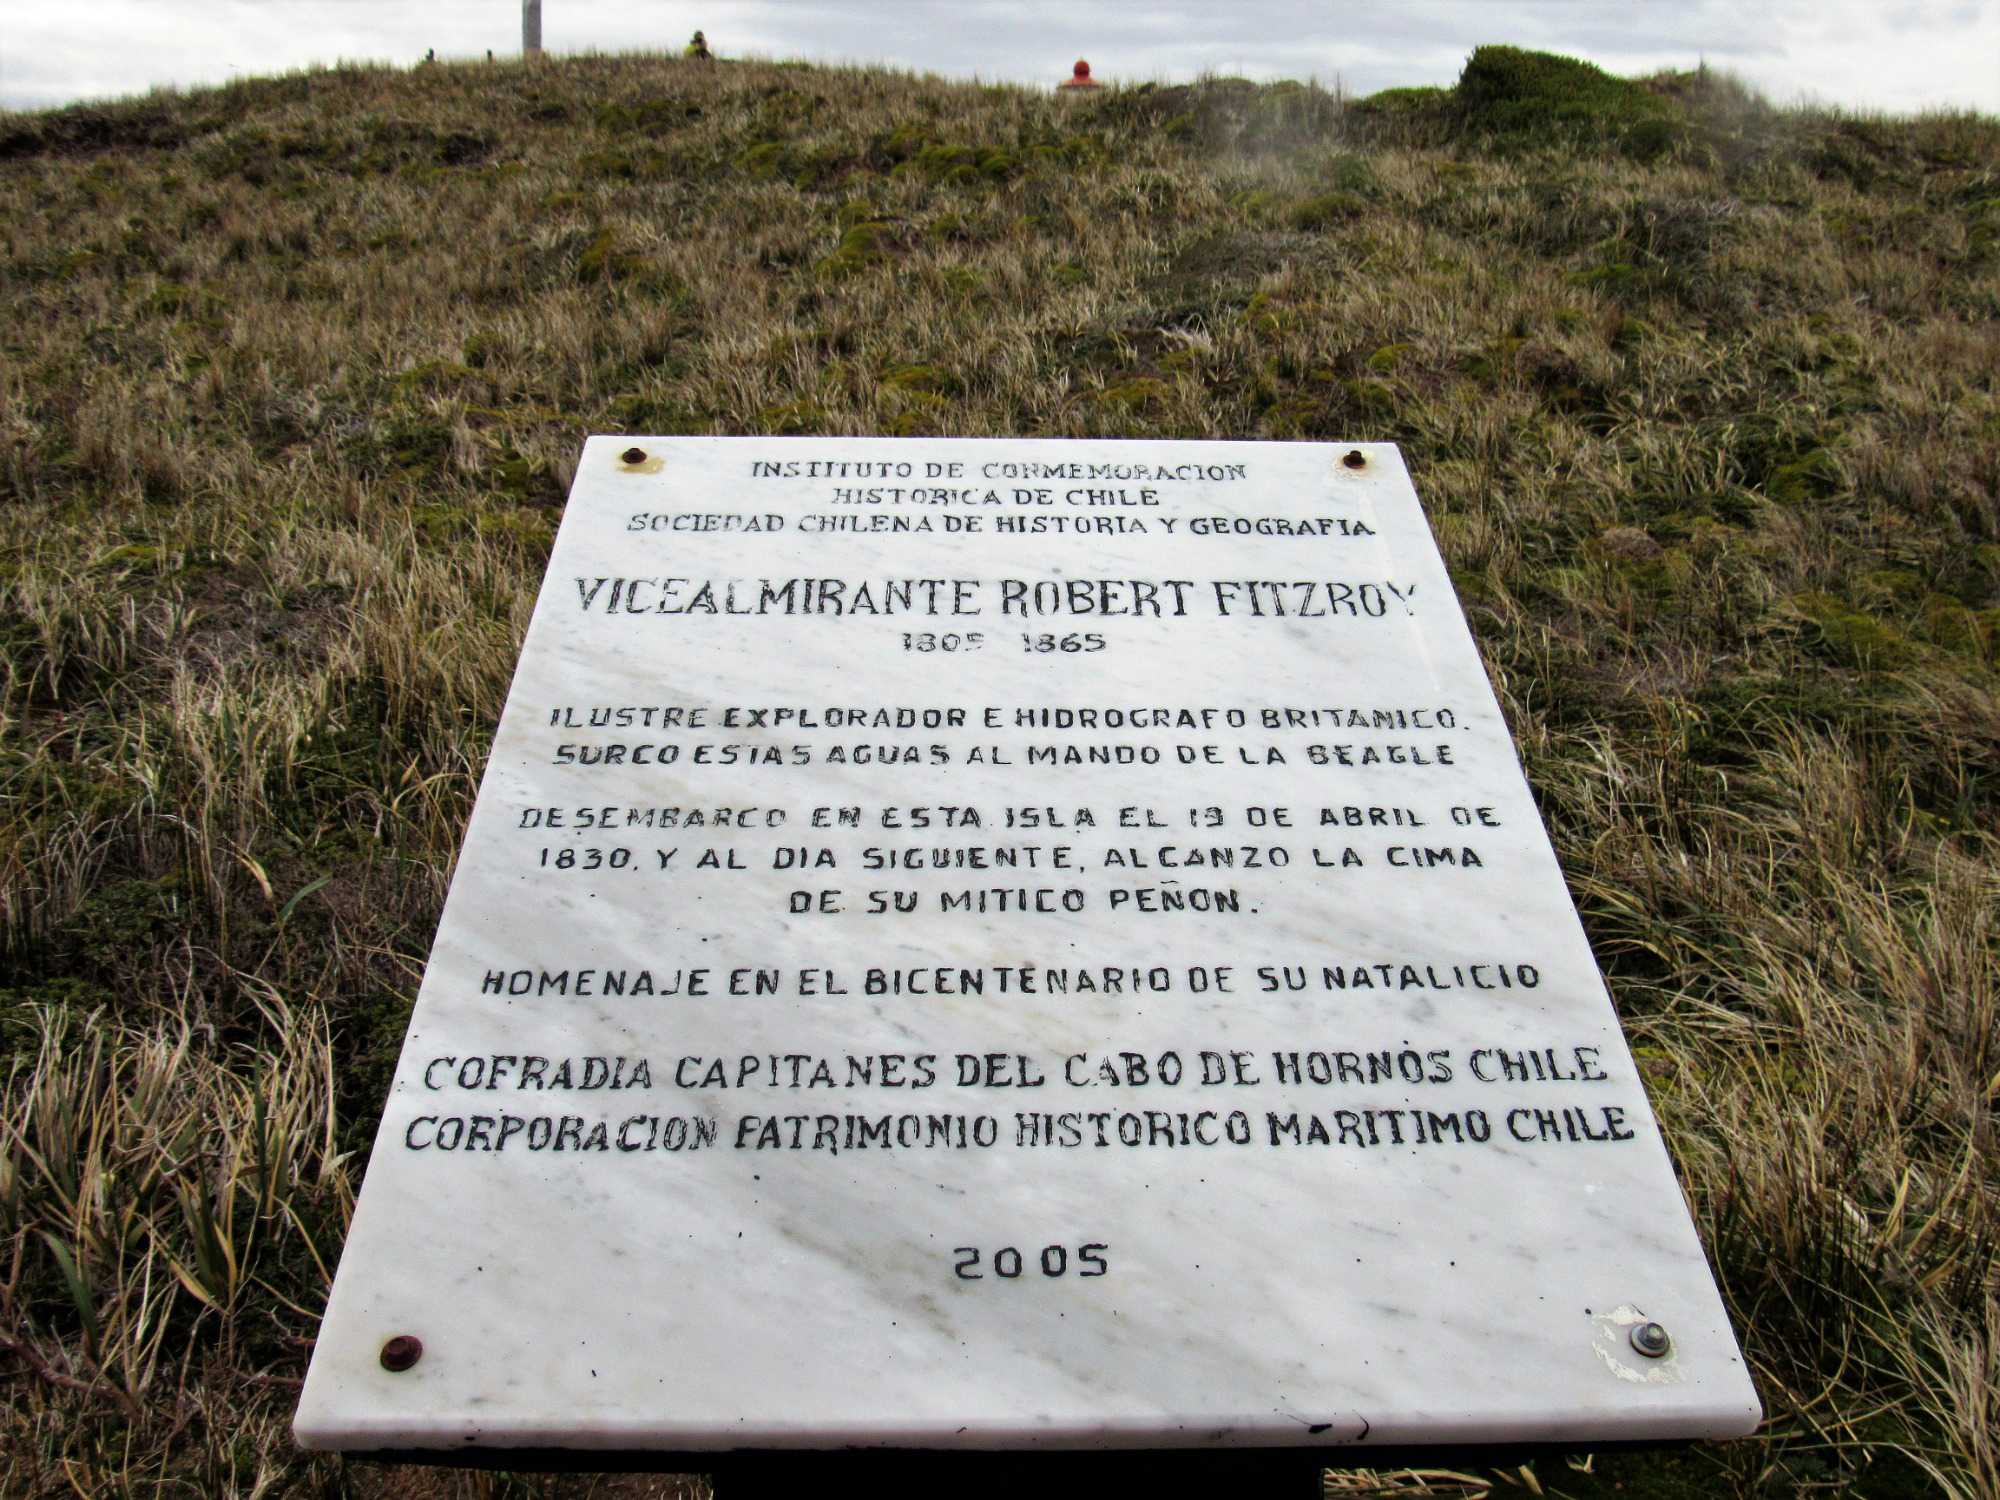 INSTITUTO DE CONMEMORACION
HISTORICA DE CHILE
SOCIEDAD CHILENA DE HISTORIA Y GEOGRAFIA
VICEALMIRANTE ROBERT FITZROY
1805 1865
ILUSTRE EXPLORADOR E HIDROGRAFO BRITANICO.
SURCO ESTAS AGUAS AL MANDO DE LA BEAGLE
DESEMBARCO EN ESTA ISLA EL 19 DE ABRIL DE
1830, Y AL DIA SIGUIENTE, ALCANZO LA CIMA
DE SU MITICO PEÑON.
HOMENAJE EN EL BICENTENARIO DE SU NATALICIO
COFRADIA CAPITANES DEL CABO DE HORNOS CHILE
CORPORACION PATRIMONIO HISTORICO MARITIMO CHILE
2005